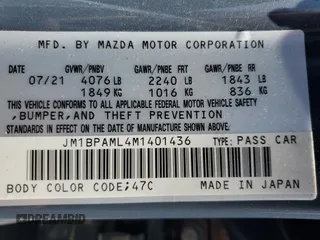 MFD. BY MAZDA MOTOR CORPORATION
07/21 GVWR/PNBV 4076 LB 1849 KG GAWR/PNBE FRT 2240 LB 1016 KG GAWR/PNBE RR 1843 LB 836 KG
THIS VEHICLE CONFORMS TO ALL APPLICABLE FEDERAL MOTOR VEHICLE SAFETY
,BUMPER,AND THEFT PREVENTION
STANDARDS IN EFFECT ON THE DATE OF MANUFACTURE SHOWN ABOVE.
JM1BPAML4M1401436 TYPE: PASS CAR
BODY COLOR CODE;47C MADE IN JAPAN
DREAMBID